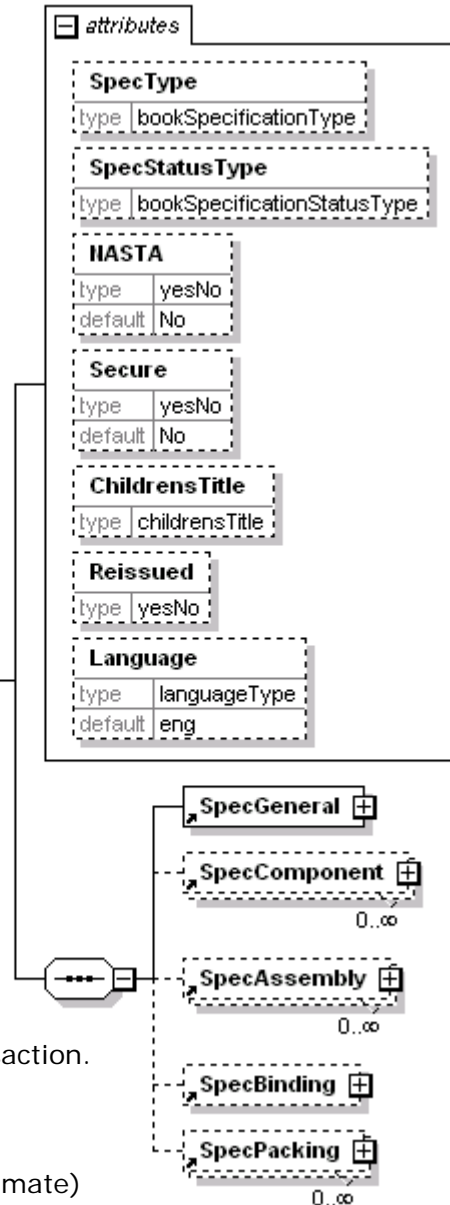 attributes
SpecType
type bookSpecificationType
SpecStatusType
type bookSpecificationStatusType
NASTA
type yesNo
default No
Secure
type yesNo
default No
ChildrensTitle
type childrensTitle
Reissued
type yesNo
Language
type languageType
default eng
SpecGeneral
SpecComponent
0..∞
SpecAssembly
0..∞
action.
SpecBinding
SpecPacking
mate)
0..∞